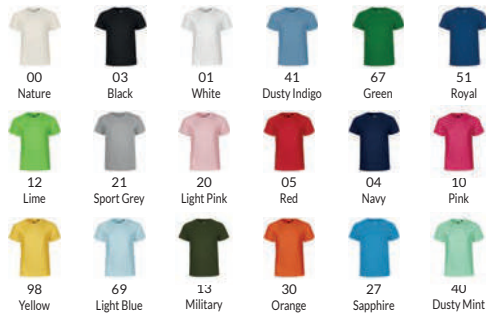 00 03 01 41 67 51
Nature Black White Dusty Indigo Green Royal
12 21 20 05 04 10
Lime Sport Grey Light Pink Red Navy Pink
98 69 13 30 27 40
Yellow Light Blue Military Orange Sapphire Dusty Mint